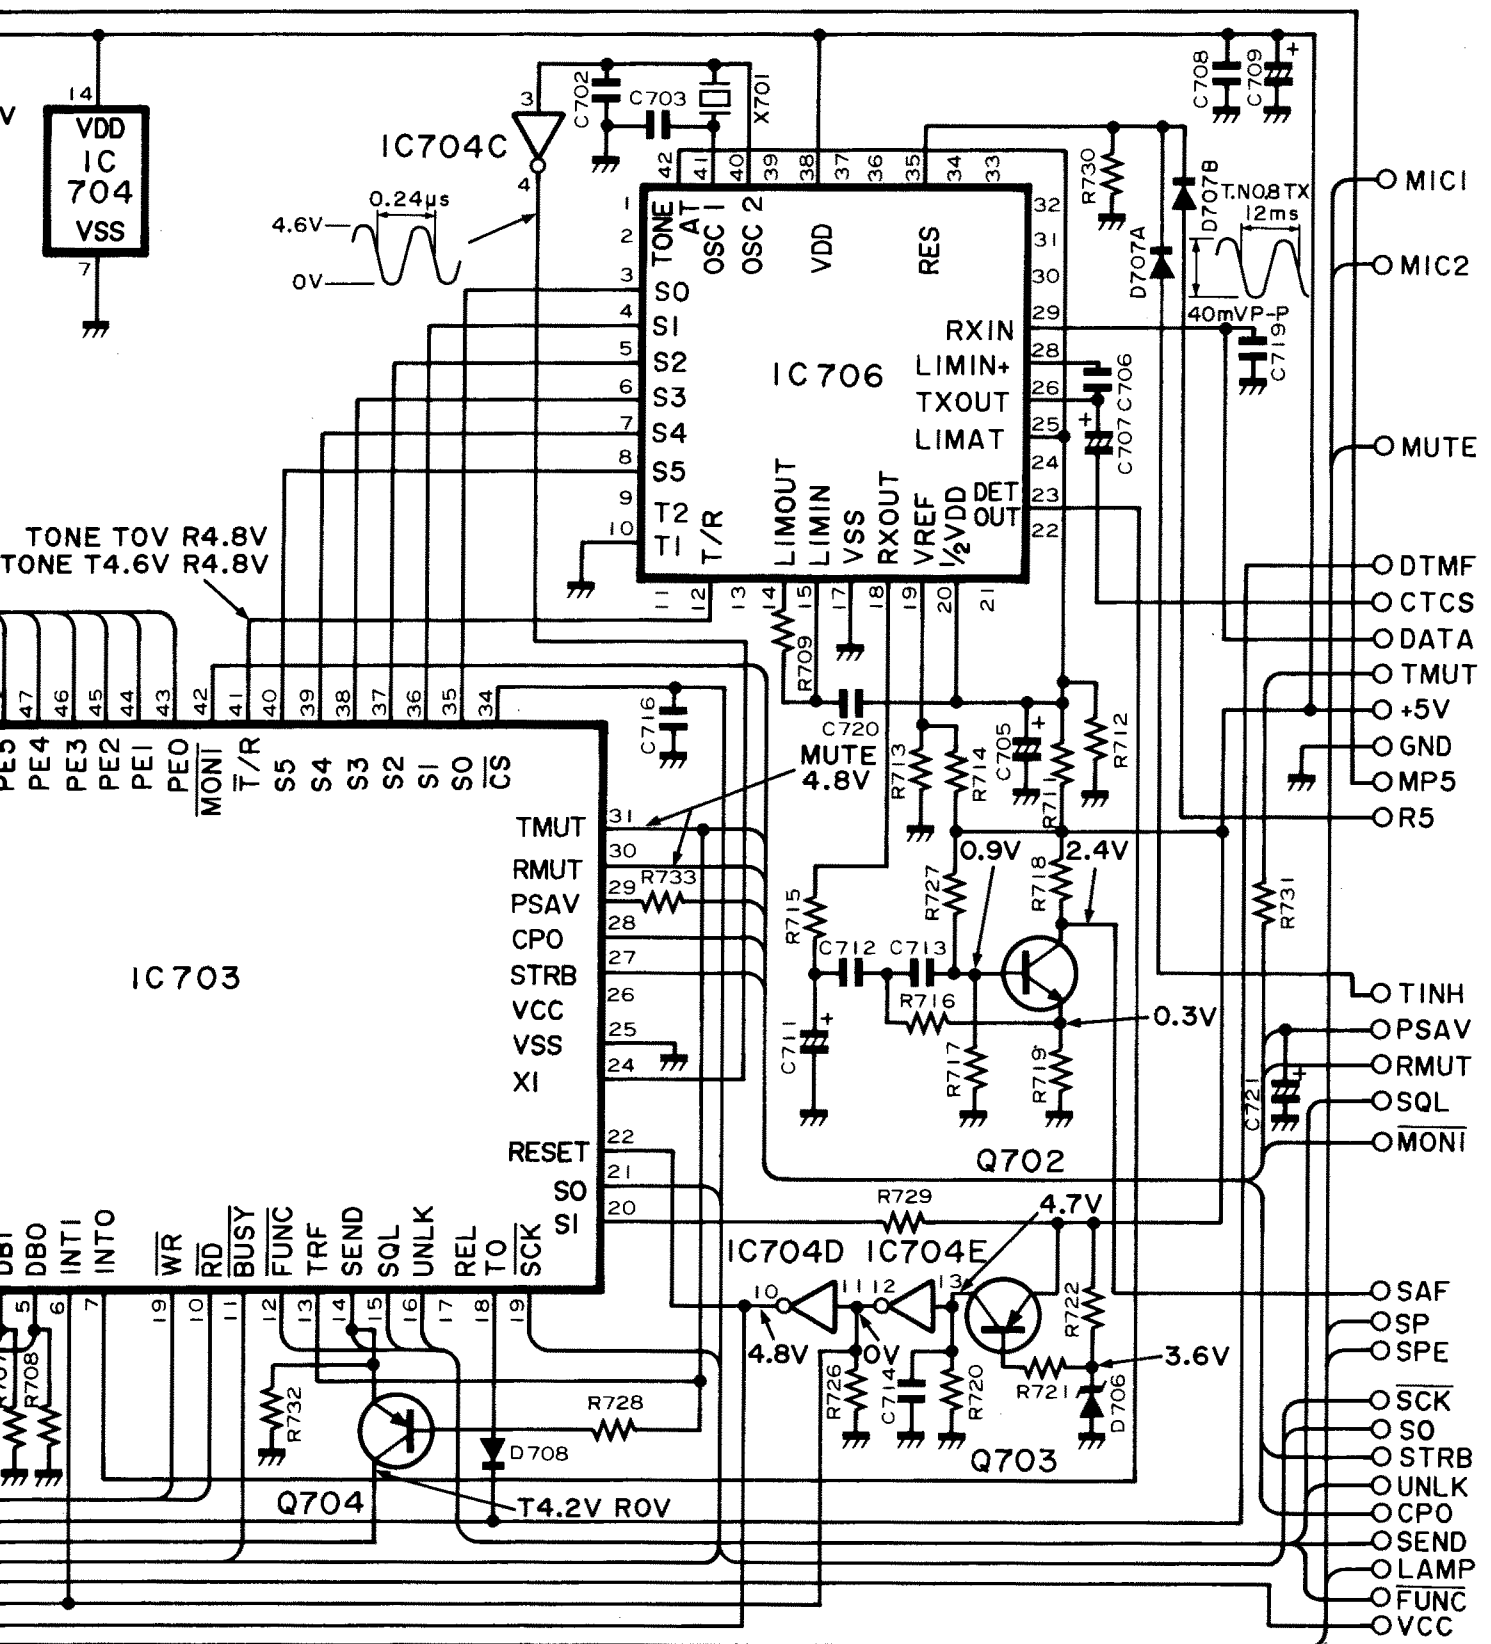 V
14
VDD
IC
704
VSS
7
4.6V
0.24µs
0V
IC704C
3
4
C702
C703
X701
C708
C709
+
42
41
40
39
38
37
36
35
34
33
TONE
AT
OSC 1
OSC 2
VDD
RES
1
2
3
4
5
6
7
8
9
10
S0
S1
S2
S3
S4
S5
T2
T1
T/R
IC706
32
31
30
29
28
26
25
24
23
22
RXIN
LIMIN+
TXOUT
LIMAT
DET
OUT
LIMOUT
LIMIN
VSS
RXOUT
VREF
1/2VDD
11
12
13
14
15
17
18
19
20
21
R730
D707A
D707B
T.NO.8 TX
12ms
40mVP-P
C719
C706
C707
+
MIC1
MIC2
MUTE
DTMF
CTCS
DATA
TMUT
+5V
GND
MP5
R5
TINH
PSAV
RMUT
SQL
MONI
SAF
SP
SPE
SCK
SO
STRB
UNLK
CPO
SEND
LAMP
FUNC
VCC
TONE TOV R4.8V
TONE T4.6V R4.8V
47
46
45
44
43
42
41
40
39
38
37
36
35
34
PE5
PE4
PE3
PE2
PE1
PE0
MONI
T/R
S5
S4
S3
S2
S1
S0
CS
C716
R709
C720
MUTE
4.8V
R713
R714
C705
+
R711
R712
IC703
TMUT
RMUT
PSAV
CPO
STRB
VCC
VSS
XI
RESET
SO
SI
31
30
29
28
27
26
25
24
22
21
20
R733
R715
R727
0.9V
R718
2.4V
C712
C713
R716
C711
+
R717
R719
0.3V
Q702
R731
C721
+
R729
4.7V
IC704D
IC704E
10
11
12
13
4.8V
0V
R726
C714
R720
R721
R722
3.6V
D706
Q703
DB1
DB0
INT1
INT0
WR
RD
BUSY
FUNC
TRF
SEND
SQL
UNLK
REL
TO
SCK
5
6
7
19
10
11
12
13
14
15
16
17
18
19
R707
R708
R732
R728
D708
Q704
T4.2V ROV